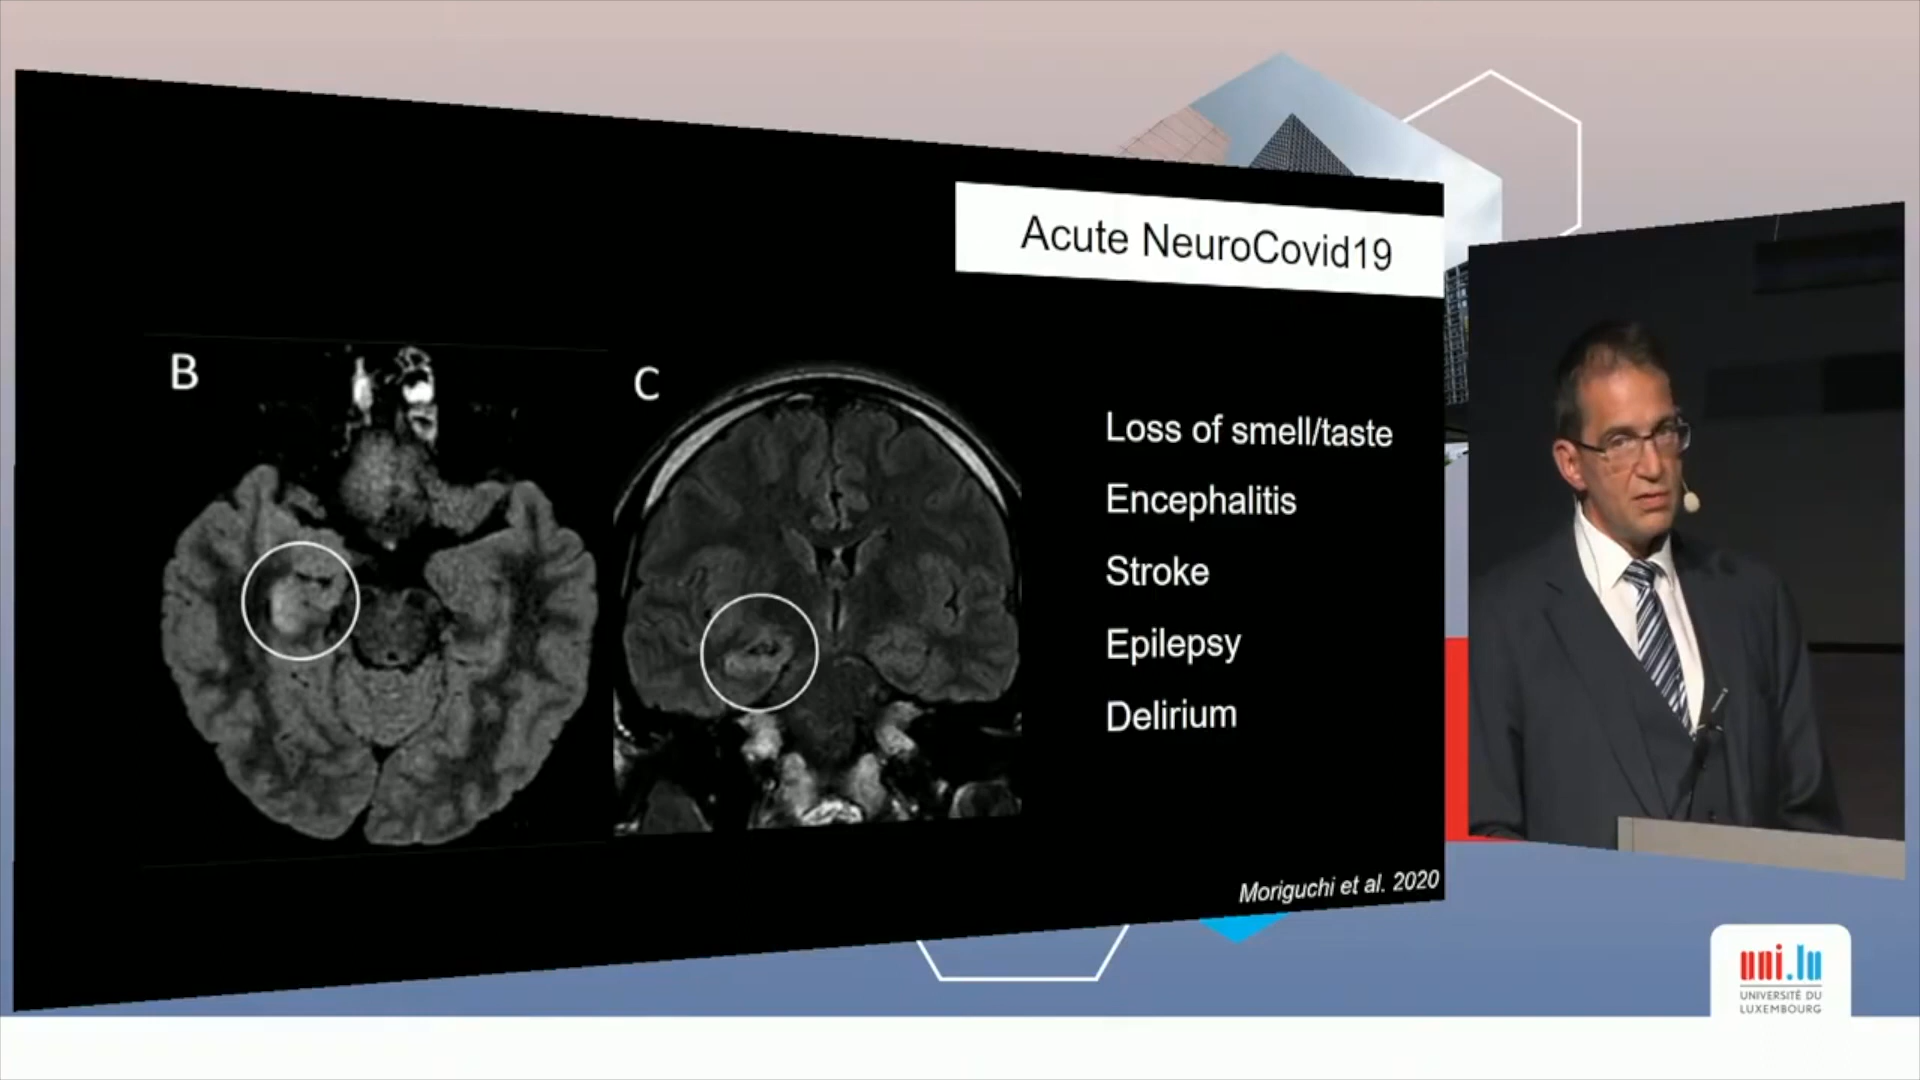 Acute NeuroCovid19
B
C
Loss of smell/taste
Encephalitis
Stroke
Epilepsy
Delirium
Moriguchi et al. 2020
uni.lu
UNIVERSITÉ DU
LUXEMBOURG